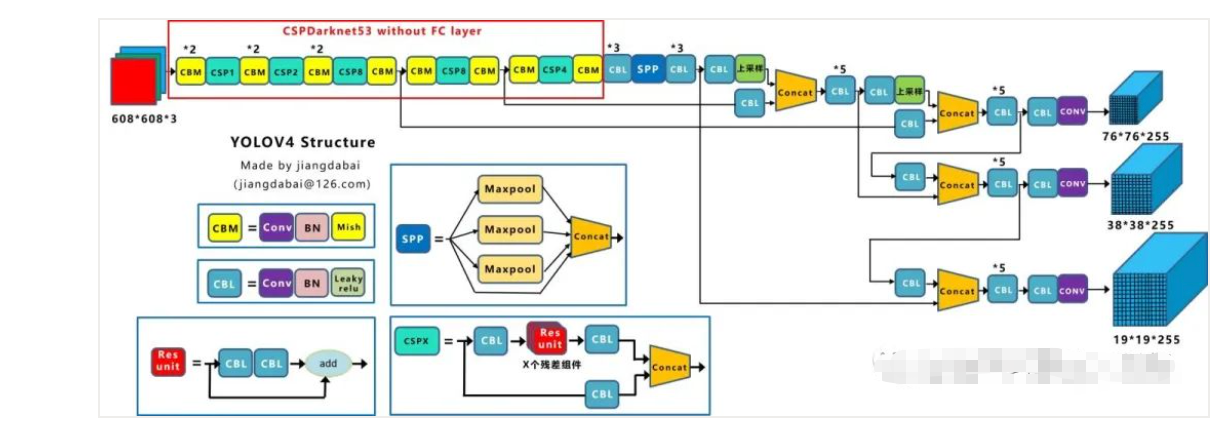 CSPDarknet53 without FC layer
*2 *2 *2 *3 *3
CBM CSP1 CBM CSP2 CBM CSP8 CBM CBM CSP8 CBM CBM CSP4 CBM CBL SPP CBL CBL 上采样
*5
CBL Concat CBL CBL 上采样
*5
CBL Concat CBL CBL CONV
608*608*3
76*76*255
YOLOV4 Structure
Made by jiangdabai
(jiangdabai@126.com)
*5
CBL Concat CBL CBL CONV
38*38*255
*5
CBL Concat CBL CBL CONV
19*19*255
CBM = Conv BN Mish
CBL = Conv BN Leaky relu
SPP =
Maxpool
Maxpool
Maxpool
Concat
Res unit = CBL CBL add
CSPX = CBL Res unit CBL
X个残差组件
CBL
Concat